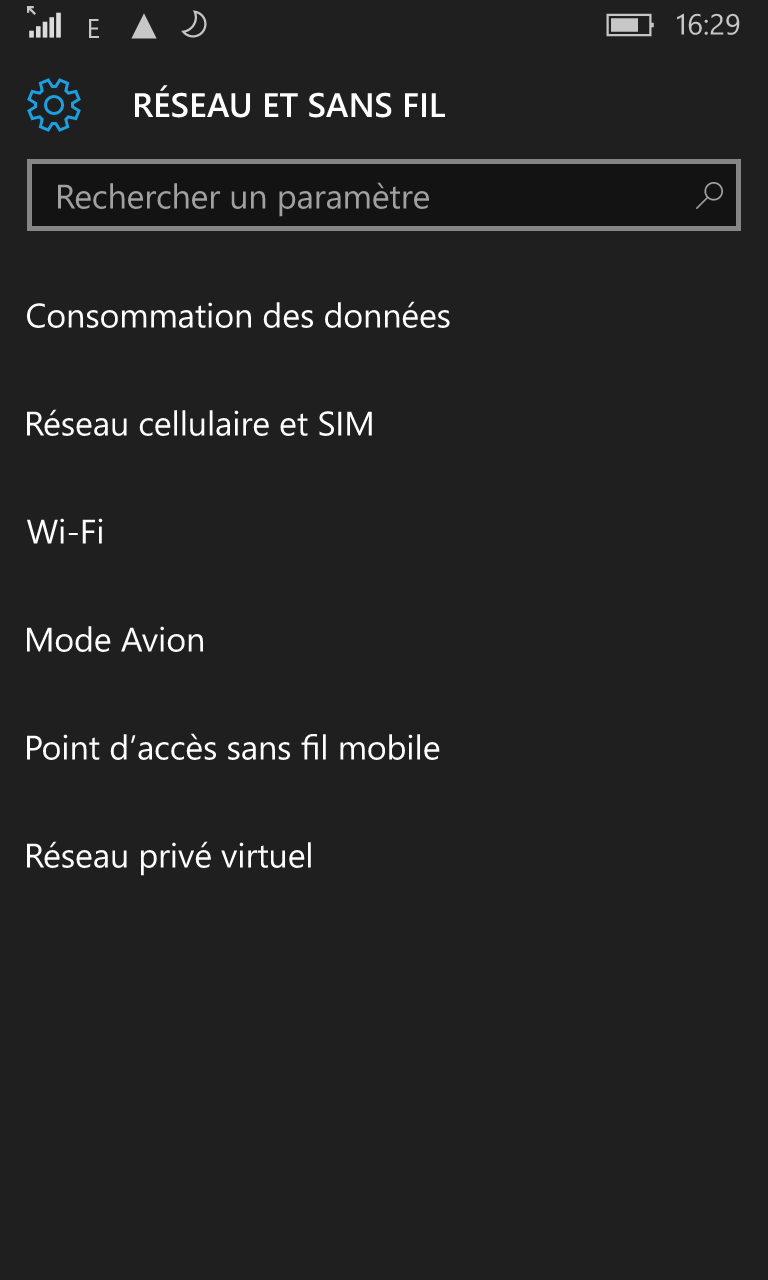 E
16:29
RÉSEAU ET SANS FIL
Rechercher un paramètre
Consommation des données
Réseau cellulaire et SIM
Wi-Fi
Mode Avion
Point d’accès sans fil mobile
Réseau privé virtuel